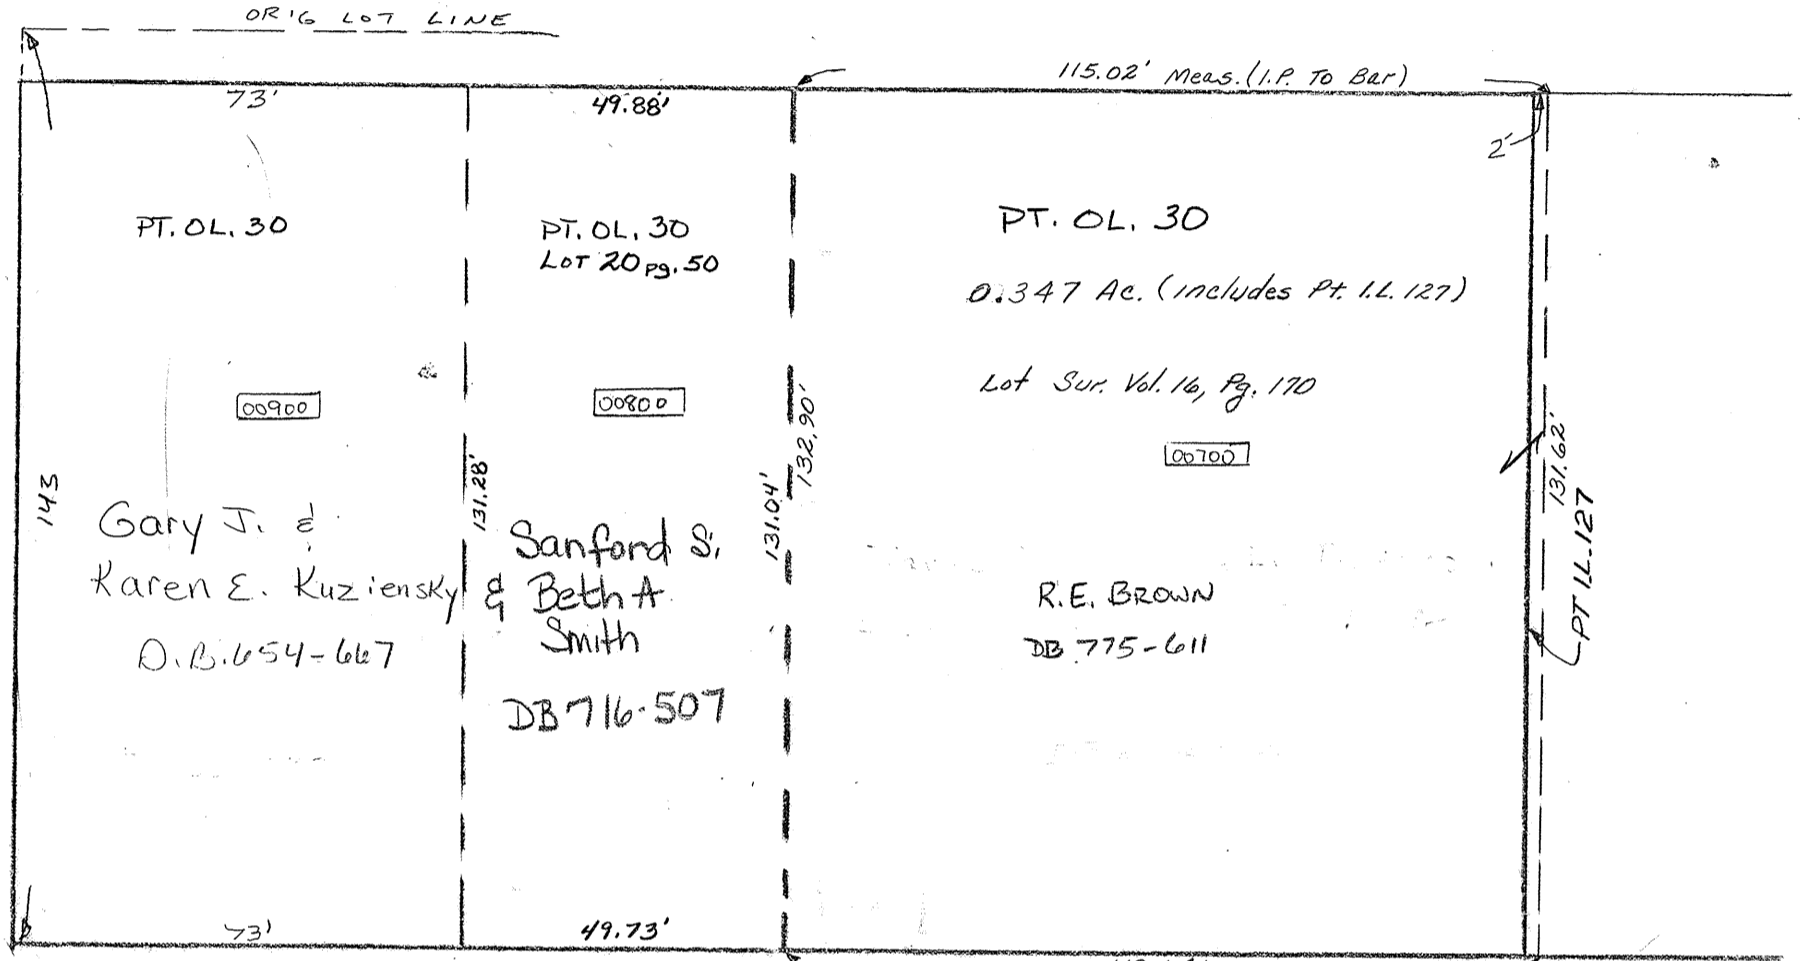 OR'G LOT LINE
115.02' Meas. (I.P. To Bar)
73'
49.88'
2'
PT. OL. 30
PT. OL. 30
LOT 20 pg. 50
PT. OL. 30
0.347 Ac. (includes Pt. I.L. 127)
Lot Sur. Vol. 16, Pg. 170
00900
00800
00700
143
131.28'
131.04'
132.90'
131.62'
PT IL. 127
Gary J. &
Karen E. Kuziensky
D.B. 654-667
& Sanford S.
Beth A
Smith
DB 716-507
R.E. BROWN
DB 775-611
73'
49.73'